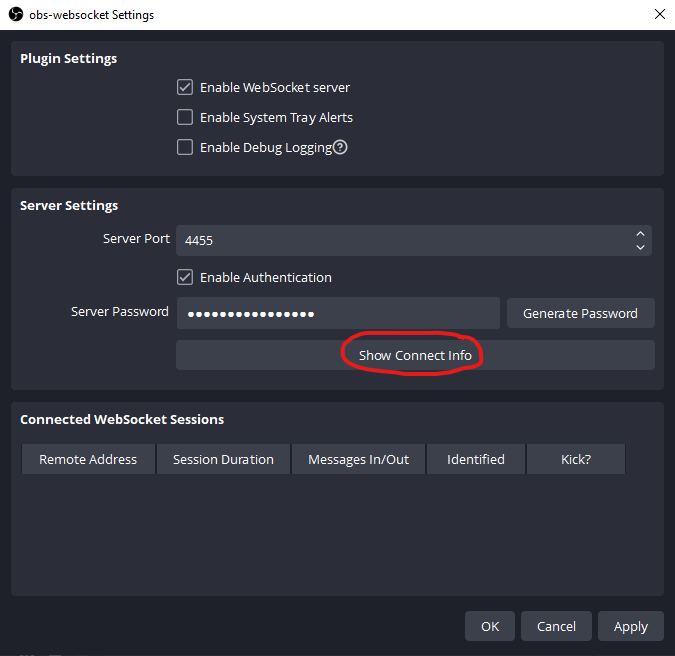 obs-websocket Settings
Plugin Settings
Enable WebSocket server
Enable System Tray Alerts
Enable Debug Logging
Server Settings
Server Port 4455
Enable Authentication
Server Password ●●●●●●●●●●●●●●●● Generate Password
Show Connect Info
Connected WebSocket Sessions
Remote Address Session Duration Messages In/Out Identified Kick?
OK Cancel Apply